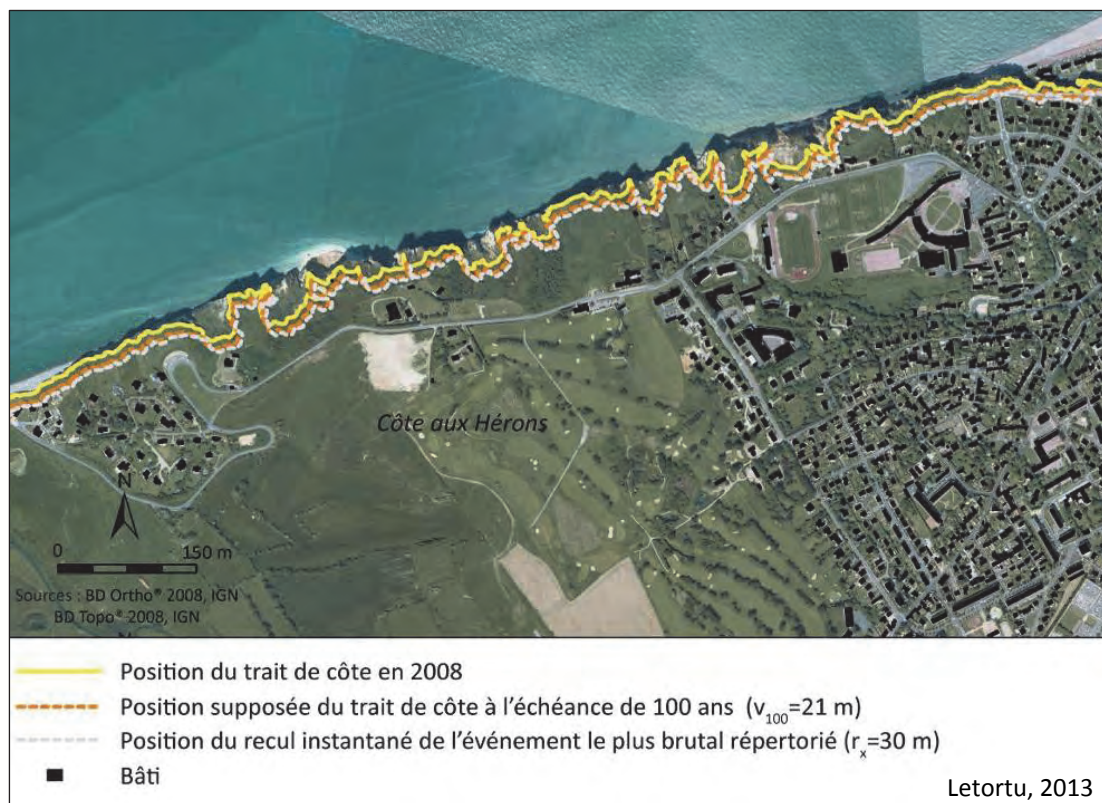 Côte aux Hérons
N
0 150 m
Sources : BD Ortho® 2008, IGN
BD Topo® 2008, IGN
Position du trait de côte en 2008
Position supposée du trait de côte à l'échéance de 100 ans (v100=21 m)
Position du recul instantané de l'événement le plus brutal répertorié (rx=30 m)
Bâti
Letortu, 2013